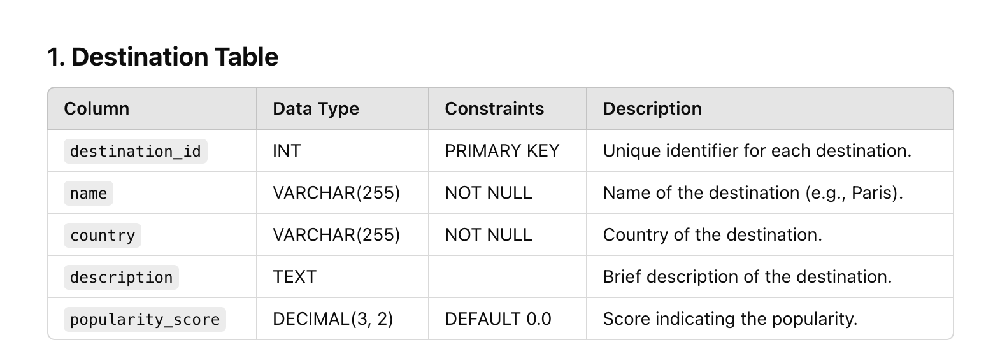 1. Destination Table
Column Data Type Constraints Description
destination_id INT PRIMARY KEY Unique identifier for each destination.
name VARCHAR(255) NOT NULL Name of the destination (e.g., Paris).
country VARCHAR(255) NOT NULL Country of the destination.
description TEXT Brief description of the destination.
popularity_score DECIMAL(3, 2) DEFAULT 0.0 Score indicating the popularity.